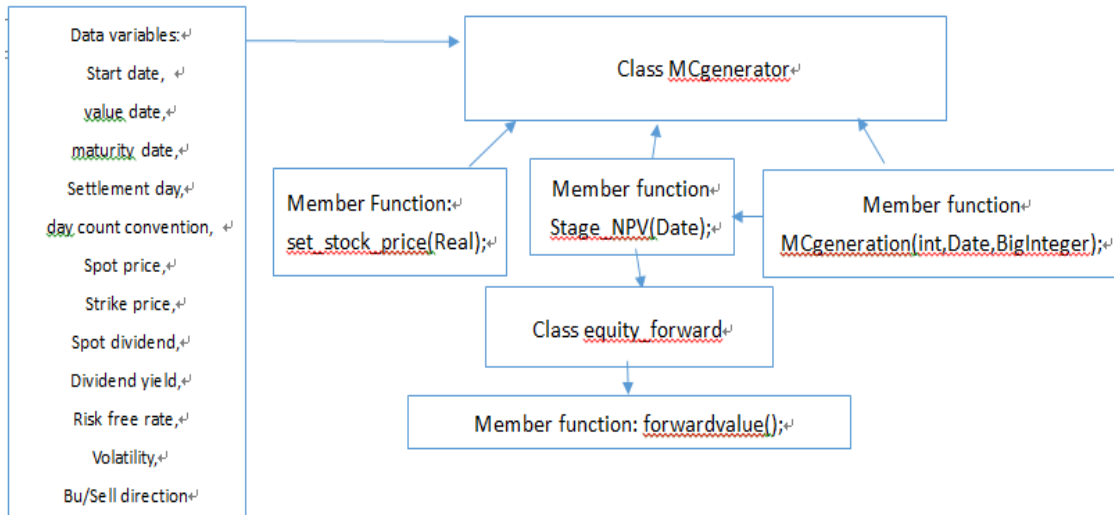 Data variables:
Start date,
value date,
maturity date,
Settlement day,
day count convention,
Spot price,
Strike price,
Spot dividend,
Dividend yield,
Risk free rate,
Volatility,
Bu/Sell direction
Class MCgenerator
Member Function:
set_stock_price(Real);
Member function
Stage_NPV(Date);
Member function
MCgeneration(int,Date,BigInteger);
Class equity_forward
Member function: forwardvalue();